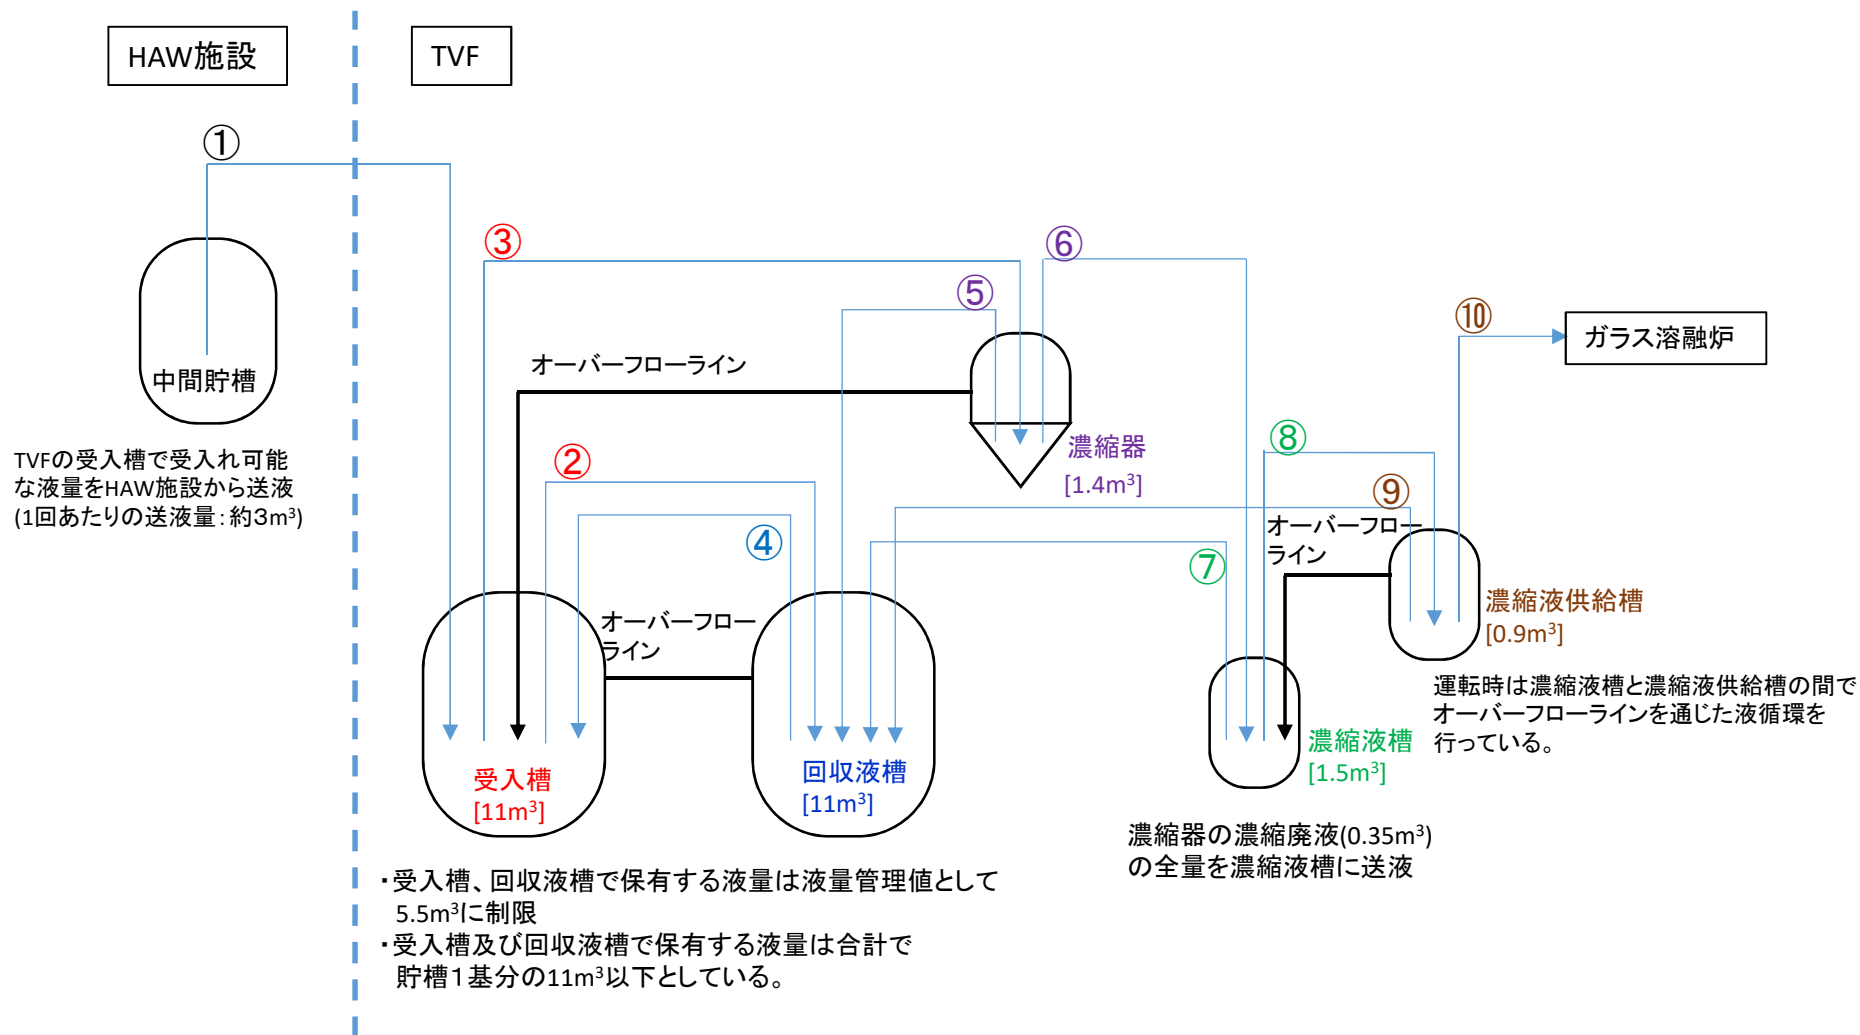 HAW施設
TVF
①
③
⑥
⑤
⑩
ガラス溶融炉
オーバーフローライン
中間貯槽
TVFの受入槽で受入れ可能
な液量をHAW施設から送液
(1回あたりの送液量：約3m³)
②
濃縮器
[1.4m³]
⑧
⑨
④
⑦
オーバーフロー
ライン
濃縮液供給槽
[0.9m³]
オーバーフロー
ライン
運転時は濃縮液槽と濃縮液供給槽の間で
オーバーフローラインを通じた液循環を
行っている。
受入槽
[11m³]
回収液槽
[11m³]
濃縮液槽
[1.5m³]
濃縮器の濃縮廃液(0.35m³)
の全量を濃縮液槽に送液
・受入槽、回収液槽で保有する液量は液量管理値として
5.5m³に制限
・受入槽及び回収液槽で保有する液量は合計で
貯槽１基分の11m³以下としている。